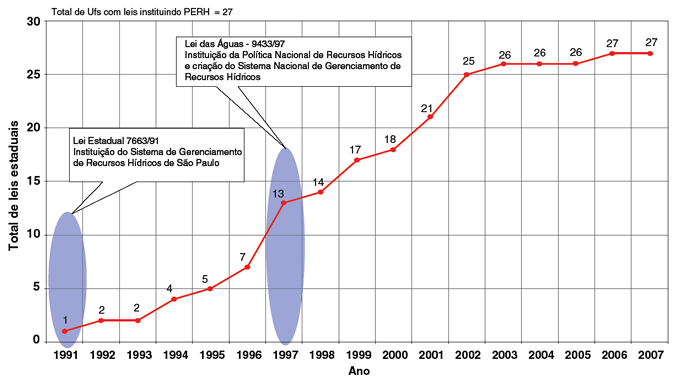 Total de Ufs com leis instituindo PERH = 27
Lei das Águas - 9433/97
Instituição da Política Nacional de Recursos Hídricos
e criação do Sistema Nacional de Gerenciamento de
Recursos Hídricos
Lei Estadual 7663/91
Instituição do Sistema de Gerenciamento
de Recursos Hídricos de São Paulo
Total de leis estaduais
30
25
20
15
10
5
0
1
2
2
4
5
7
13
14
17
18
21
25
26
26
26
27
27
1991 1992 1993 1994 1995 1996 1997 1998 1999 2000 2001 2002 2003 2004 2005 2006 2007
Ano